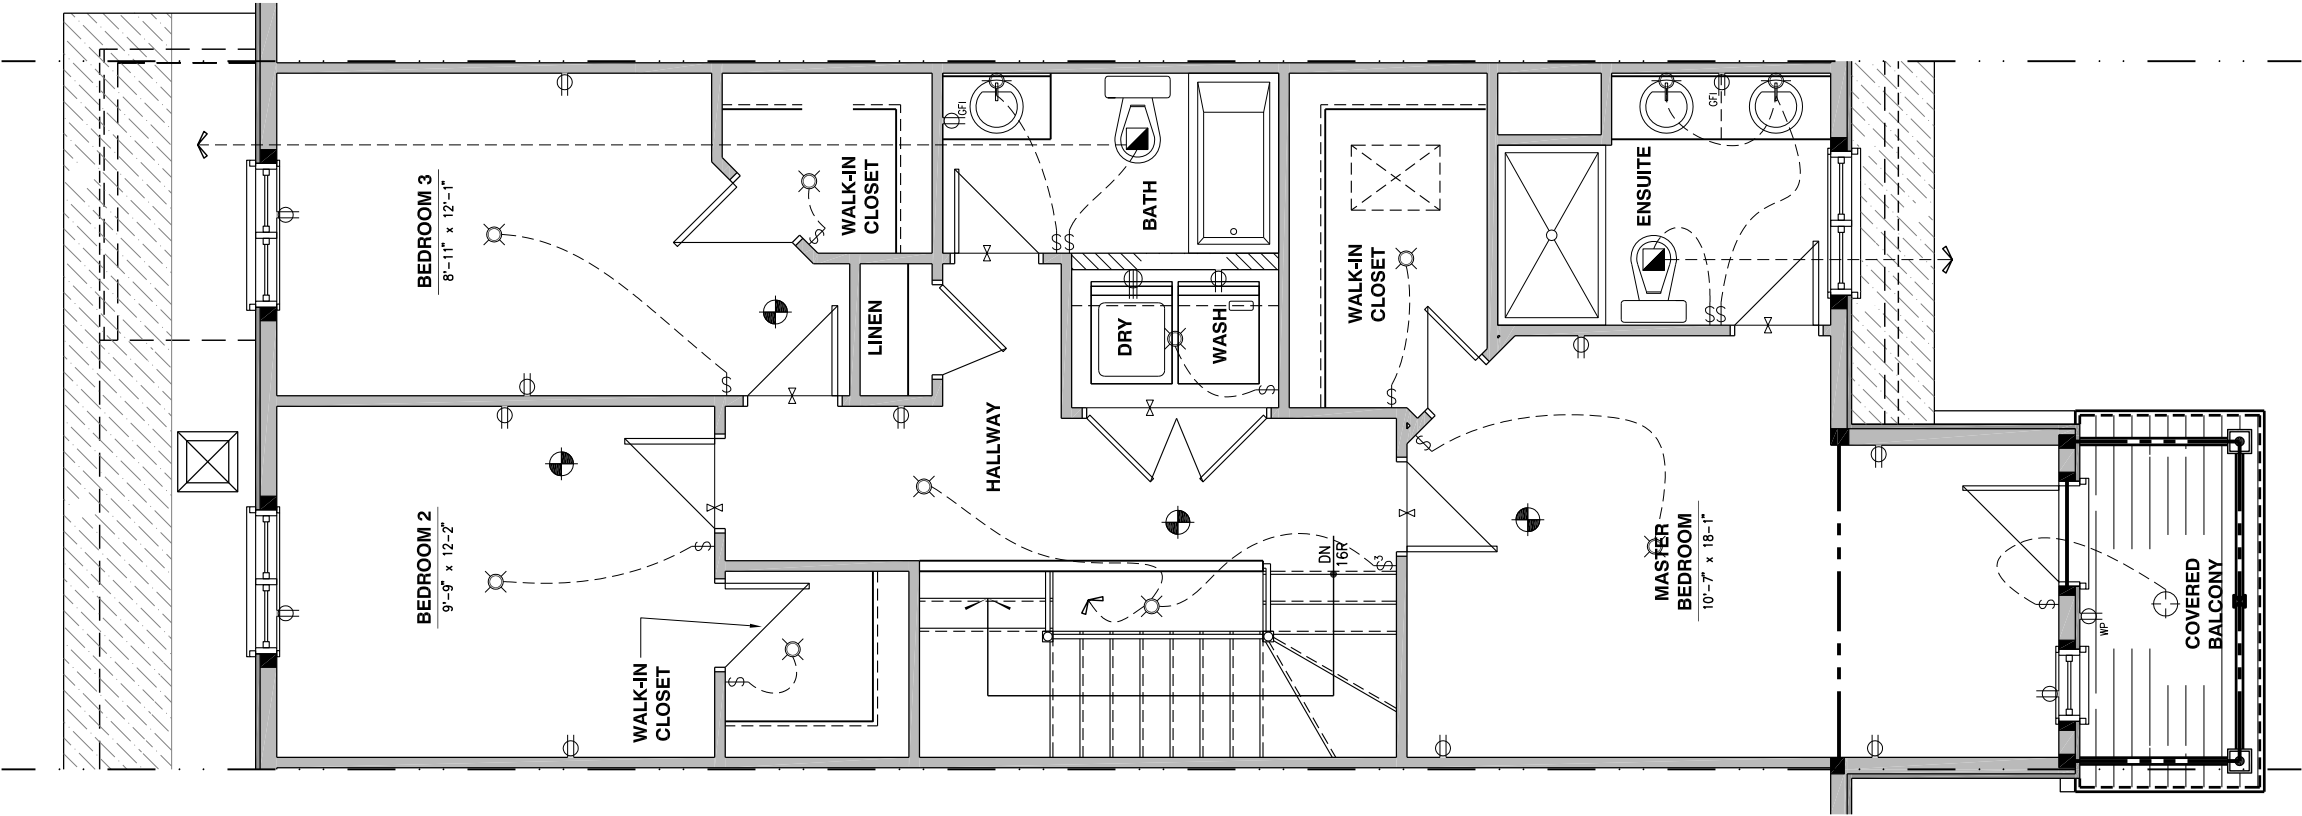 BEDROOM 3
8'-11" x 12'-1"
WALK-IN
CLOSET
GFI
BATH
WALK-IN
CLOSET
GFI
ENSUITE
LINEN
DRY
WASH
HALLWAY
BEDROOM 2
9'-9" x 12-2"
WALK-IN
CLOSET
DN
16R
MASTER
BEDROOM
10'-7" x 18-1"
WP
COVERED
BALCONY
S
S
S
S
S
S
S
S
S
S
S
S
S3
S